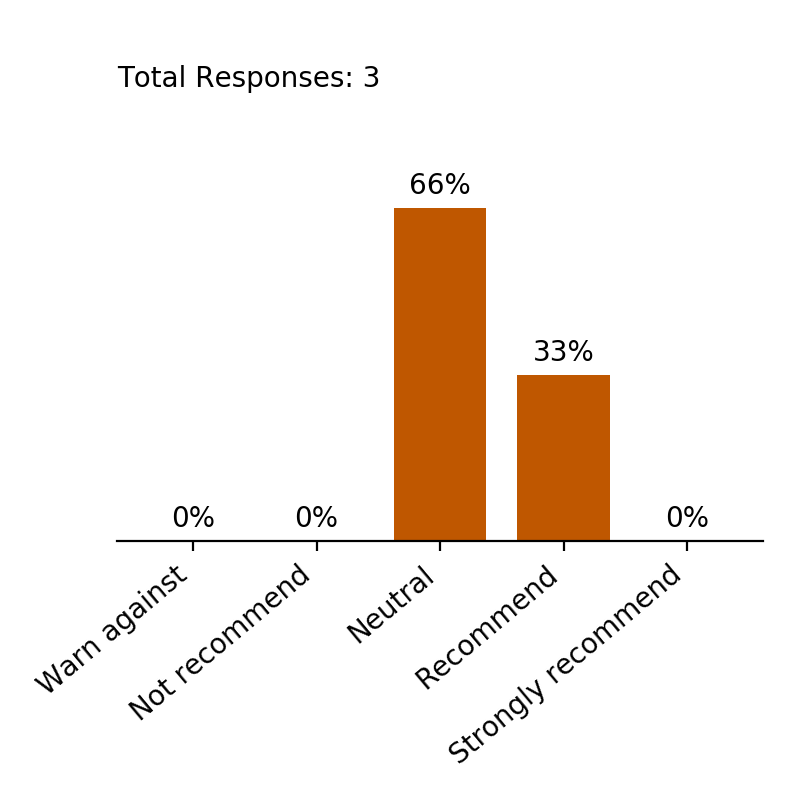 Total Responses: 3
66%
33%
0%
0%
0%
Warn against
Not recommend
Neutral
Recommend
Strongly recommend